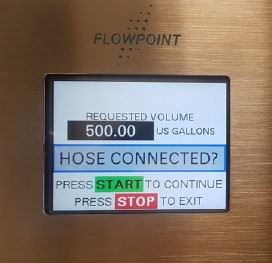 FLOWPOINT
REQUESTED VOLUME
500.00 US GALLONS
HOSE CONNECTED?
PRESS START TO CONTINUE
PRESS STOP TO EXIT